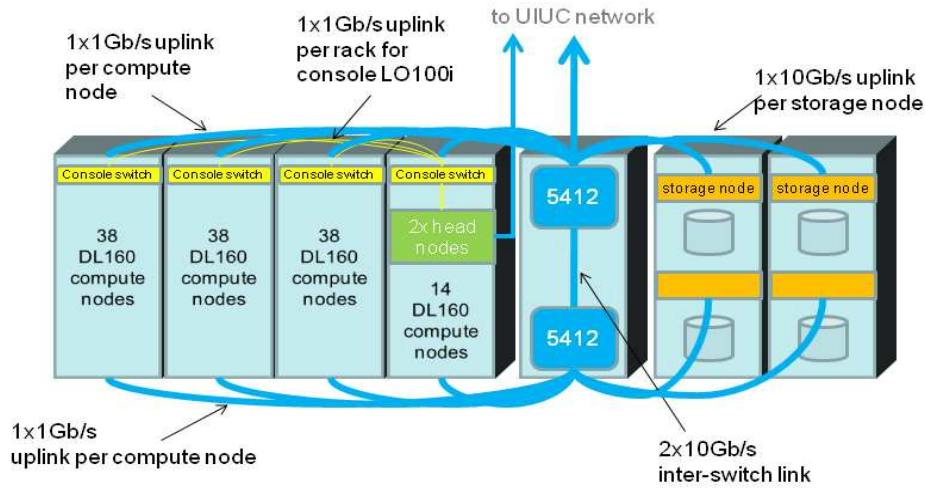 to UIUC network
1x1Gb/s uplink
per compute
node
1x1Gb/s uplink
per rack for
console LO100i
1x10Gb/s uplink
per storage node
Console switch
Console switch
Console switch
Console switch
38
DL160
compute
nodes
38
DL160
compute
nodes
38
DL160
compute
nodes
2x head
nodes
14
DL160
compute
nodes
5412
5412
storage node
storage node
1x1Gb/s
uplink per compute node
2x10Gb/s
inter-switch link